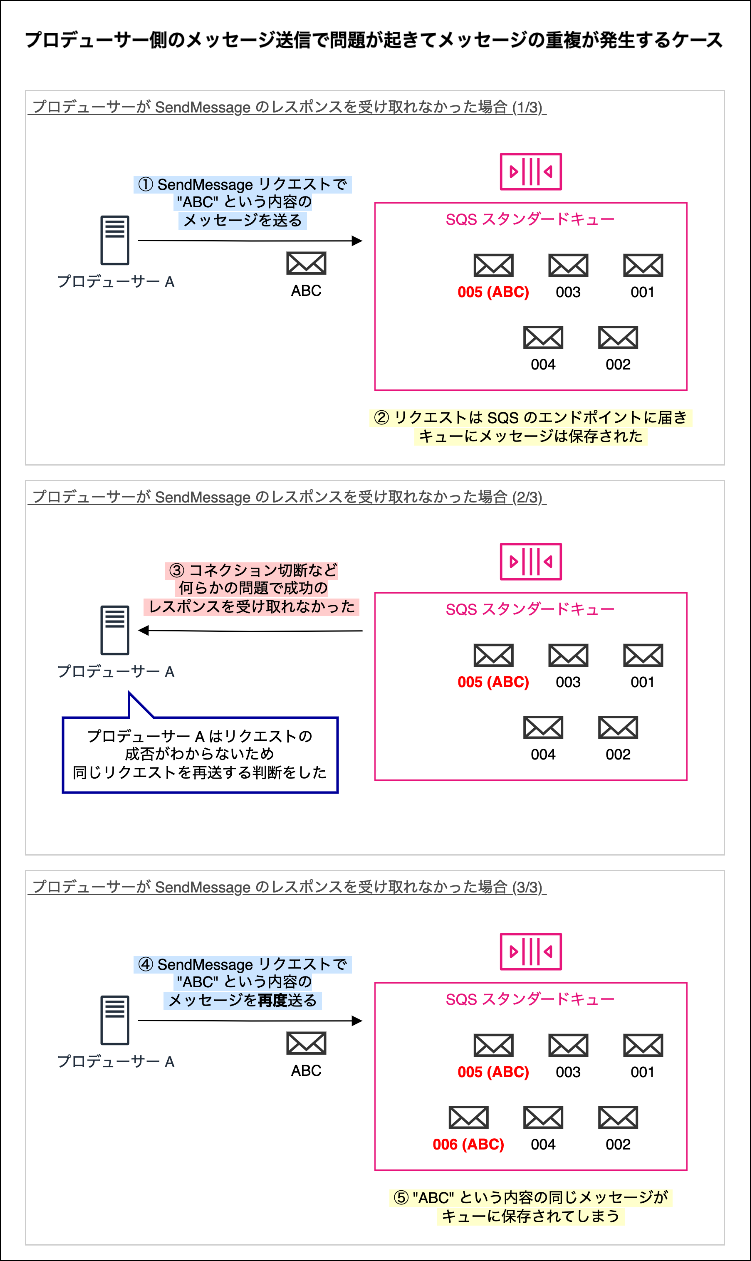 プロデューサー側のメッセージ送信で問題が起きてメッセージの重複が発生するケース
プロデューサーが SendMessage のレスポンスを受け取れなかった場合 (1/3)
① SendMessage リクエストで
"ABC" という内容の
メッセージを送る
プロデューサー A
ABC
SQS スタンダードキュー
005 (ABC) 003 001
004 002
② リクエストは SQS のエンドポイントに届き
キューにメッセージは保存された
プロデューサーが SendMessage のレスポンスを受け取れなかった場合 (2/3)
③ コネクション切断など
何らかの問題で成功の
レスポンスを受け取れなかった
プロデューサー A
プロデューサー A はリクエストの
成否がわからないため
同じリクエストを再送する判断をした
SQS スタンダードキュー
005 (ABC) 003 001
004 002
プロデューサーが SendMessage のレスポンスを受け取れなかった場合 (3/3)
④ SendMessage リクエストで
"ABC" という内容の
メッセージを再度送る
プロデューサー A
ABC
SQS スタンダードキュー
005 (ABC) 003 001
006 (ABC) 004 002
⑤ "ABC" という内容の同じメッセージが
キューに保存されてしまう